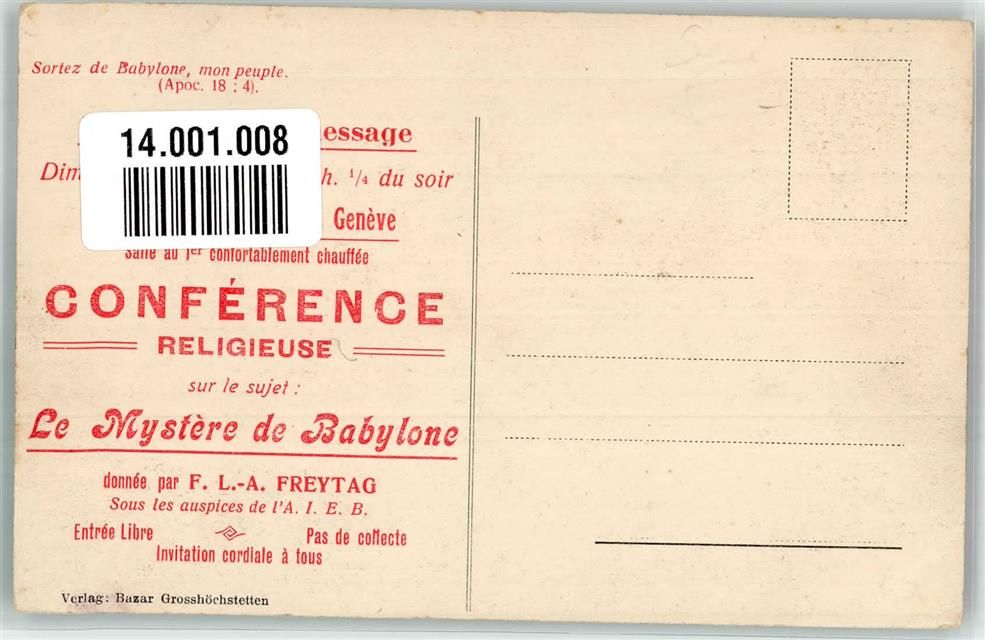 Sortez de Babylone, mon peuple.
(Apoc. 18 : 4).
14.001.008
essage
Dim
h. ¼ du soir
Genève
Salle au 1er confortablement chauffée
CONFÉRENCE
RELIGIEUSE
sur le sujet :
Le Mystère de Babylone
donnée par F. L.-A. FREYTAG
Sous les auspices de l'A. I. E. B.
Entrée Libre Pas de collecte
Invitation cordiale à tous
Verlag: Bazar Grosshöchstetten